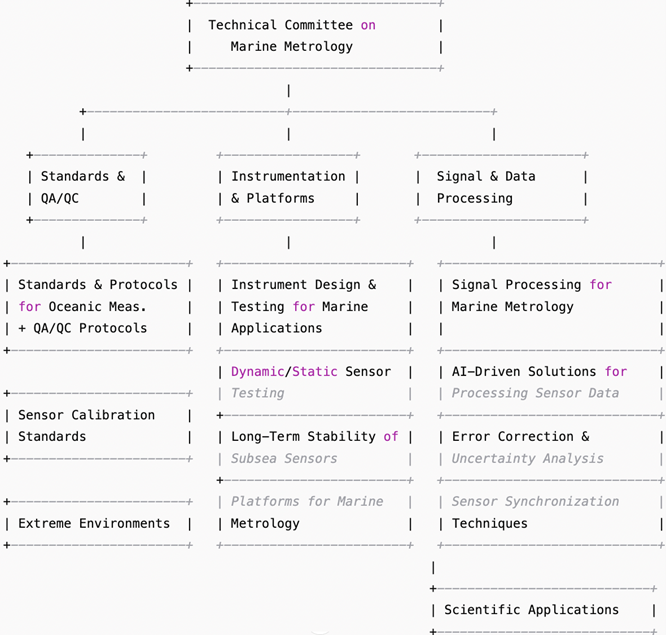 Technical Committee on
Marine Metrology
Standards &
QA/QC
Instrumentation
& Platforms
Signal & Data
Processing
Standards & Protocols
for Oceanic Meas.
+ QA/QC Protocols
Sensor Calibration
Standards
Extreme Environments
Instrument Design &
Testing for Marine
Applications
Dynamic/Static Sensor
Testing
Long-Term Stability of
Subsea Sensors
Platforms for Marine
Metrology
Signal Processing for
Marine Metrology
AI-Driven Solutions for
Processing Sensor Data
Error Correction &
Uncertainty Analysis
Sensor Synchronization
Techniques
Scientific Applications